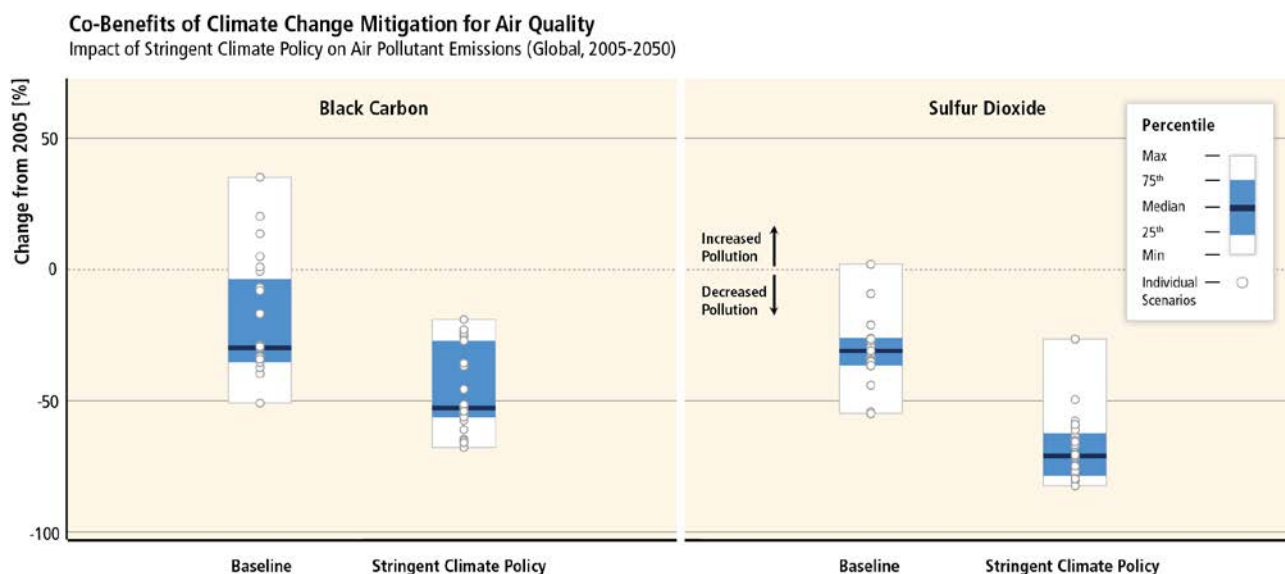 Co-Benefits of Climate Change Mitigation for Air Quality
Impact of Stringent Climate Policy on Air Pollutant Emissions (Global, 2005-2050)
Change from 2005 [%]
50
0
-50
-100
Black Carbon
Baseline
Stringent Climate Policy
Sulfur Dioxide
Increased
Pollution
Decreased
Pollution
Baseline
Stringent Climate Policy
Percentile
Max
75th
Median
25th
Min
Individual
Scenarios